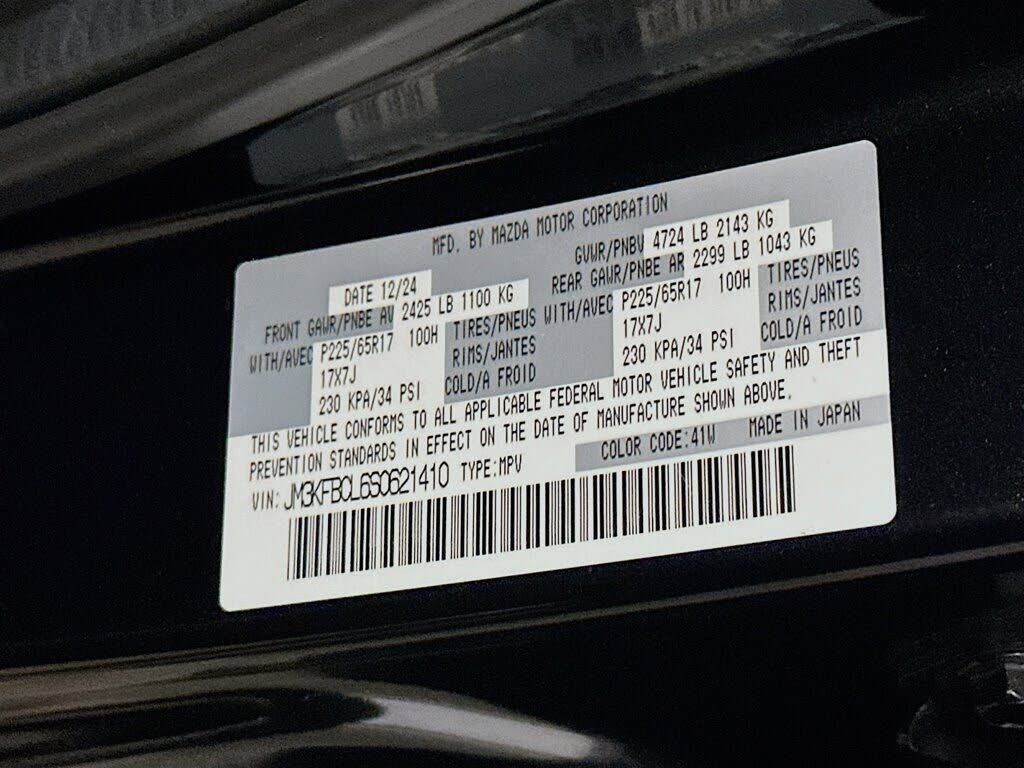 MFD. BY MAZDA MOTOR CORPORATION
DATE 12/24 GVWR/PNBV 4724 LB 2143 KG
FRONT GAWR/PNBE AV 2425 LB 1100 KG REAR GAWR/PNBE AR 2299 LB 1043 KG
WITH/AVEC P225/65R17 100H TIRES/PNEUS WITH/AVEC P225/65R17 100H TIRES/PNEUS
17X7J RIMS/JANTES 17X7J RIMS/JANTES
230 KPA/34 PSI COLD/A FROID 230 KPA/34 PSI COLD/A FROID
THIS VEHICLE CONFORMS TO ALL APPLICABLE FEDERAL MOTOR VEHICLE SAFETY AND THEFT
PREVENTION STANDARDS IN EFFECT ON THE DATE OF MANUFACTURE SHOWN ABOVE.
VIN: JM3KFBCL6S0621410 TYPE:MPV COLOR CODE:41W MADE IN JAPAN